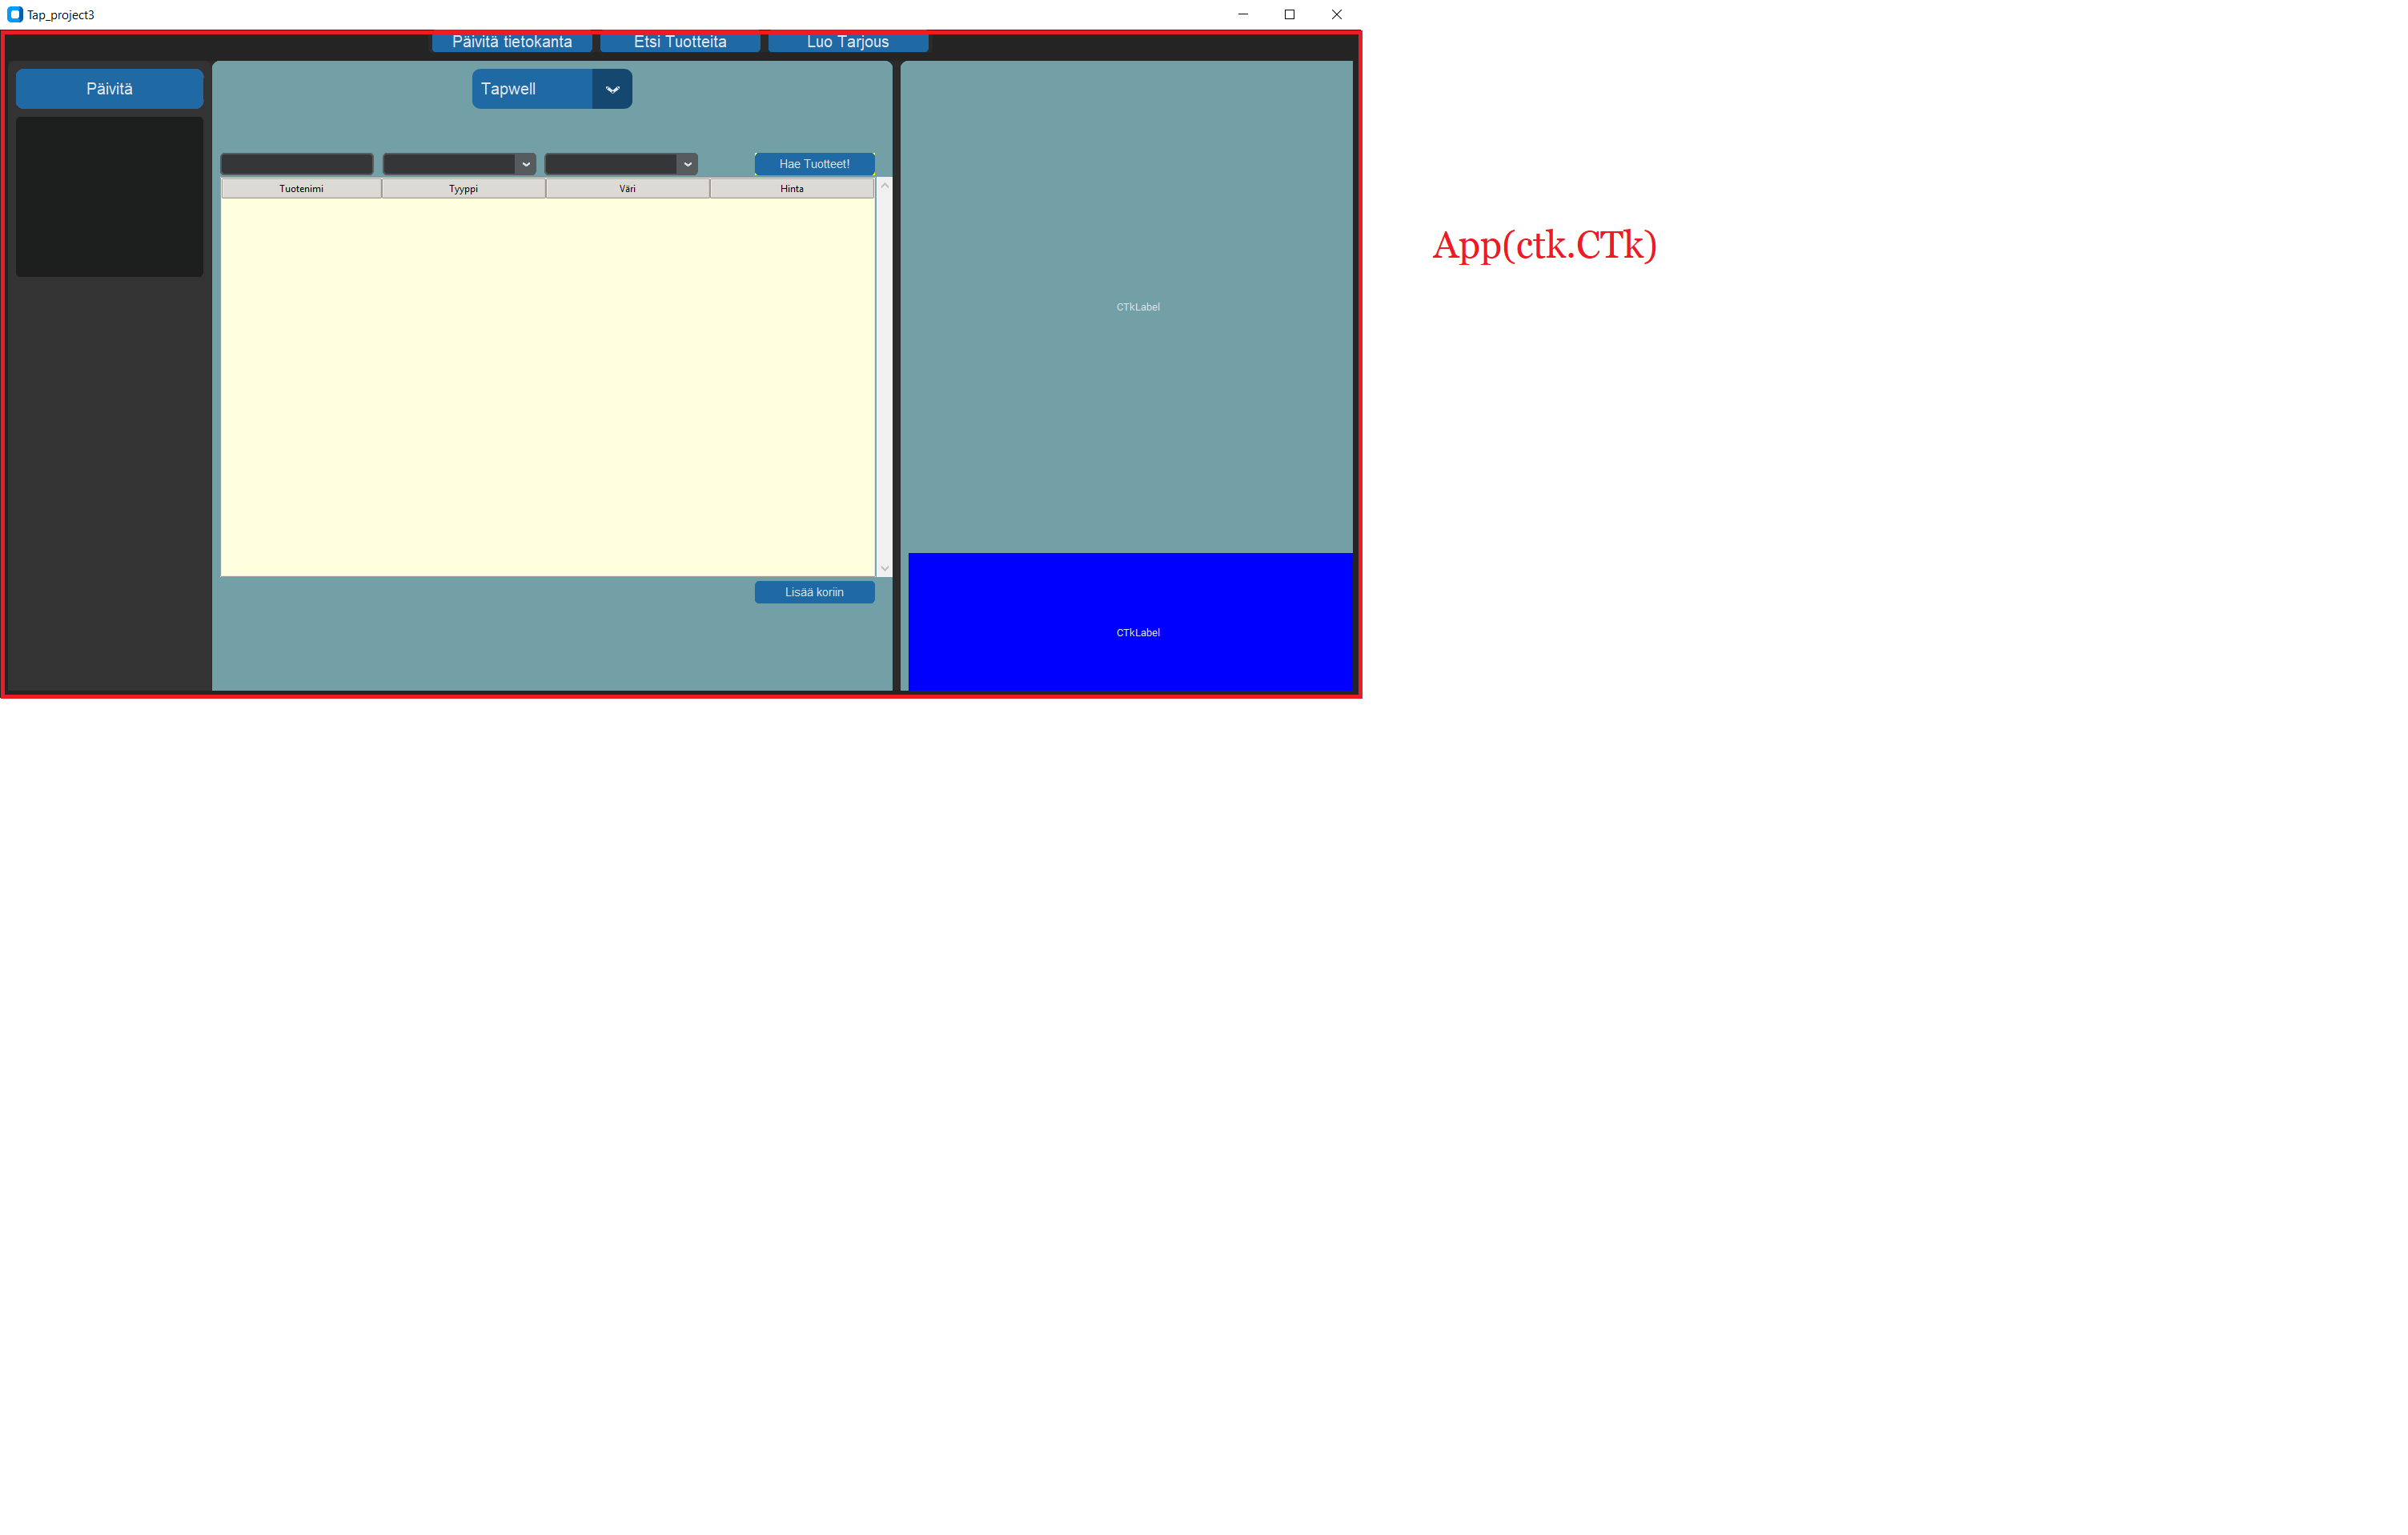 Tap_project3
Päivitä tietokanta Etsi Tuotteita Luo Tarjous
Päivitä
Tapwell
Hae Tuotteet!
Tuotenimi Tyyppi Väri Hinta
Lisää koriin
CTkLabel
CTkLabel
App(ctk.CTk)